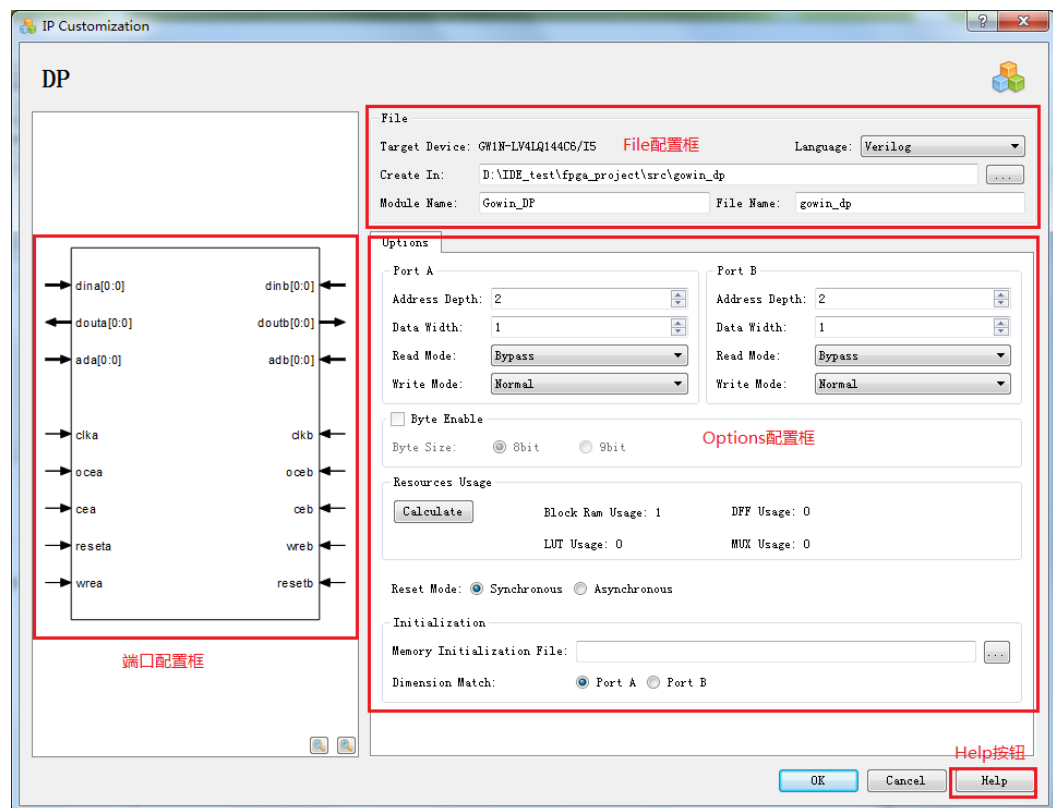 IP Customization
DP
File
Target Device: GW1N-LV4LQ144C6/I5
File配置框
Language: Verilog
Create In: D:\IDE_test\fpga_project\src\gowin_dp
...
Module Name: Gowin_DP
File Name: gowin_dp
dina[0:0]
dinb[0:0]
douta[0:0]
doutb[0:0]
ada[0:0]
adb[0:0]
clka
clkb
ocea
oceb
cea
ceb
reseta
wreb
wrea
resetb
端口配置框
Options
Port A
Address Depth: 2
Data Width: 1
Read Mode: Bypass
Write Mode: Normal
Port B
Address Depth: 2
Data Width: 1
Read Mode: Bypass
Write Mode: Normal
Byte Enable
Byte Size: 8bit 9bit
Options配置框
Resources Usage
Calculate
Block Ram Usage: 1
DFF Usage: 0
LUT Usage: 0
MUX Usage: 0
Reset Mode: Synchronous Asynchronous
Initialization
Memory Initialization File:
...
Dimension Match: Port A Port B
Help按钮
OK
Cancel
Help